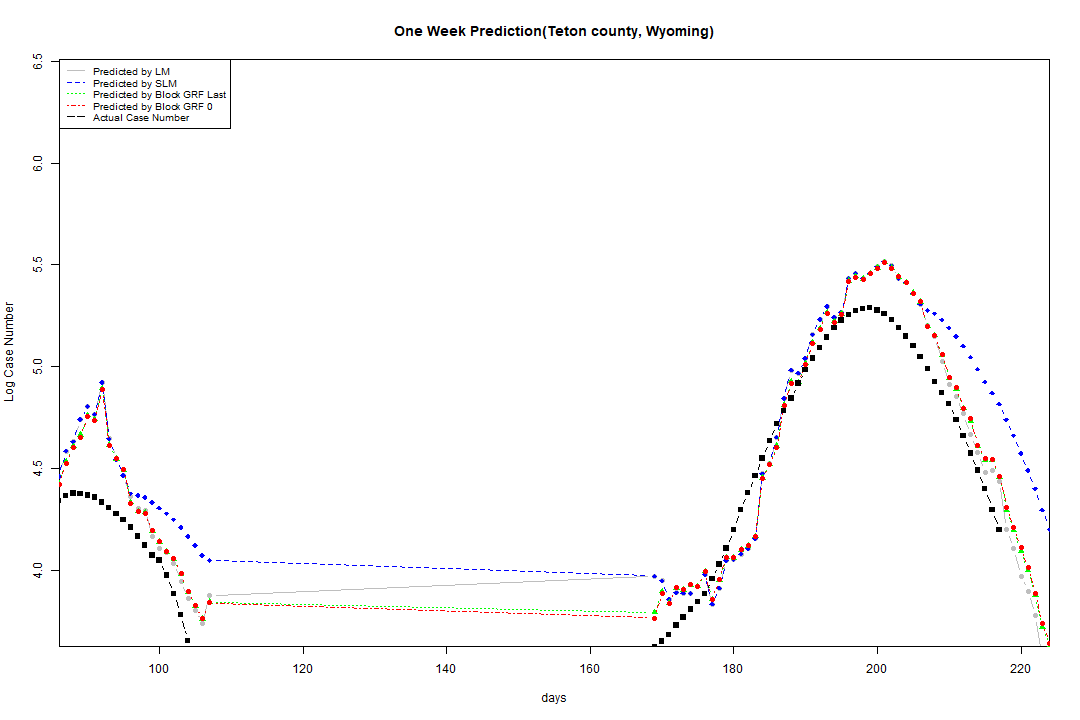 One Week Prediction(Teton county, Wyoming)
Predicted by LM
Predicted by SLM
Predicted by Block GRF Last
Predicted by Block GRF 0
Actual Case Number
6.5
6.0
5.5
5.0
4.5
4.0
Log Case Number
100 120 140 160 180 200 220
days